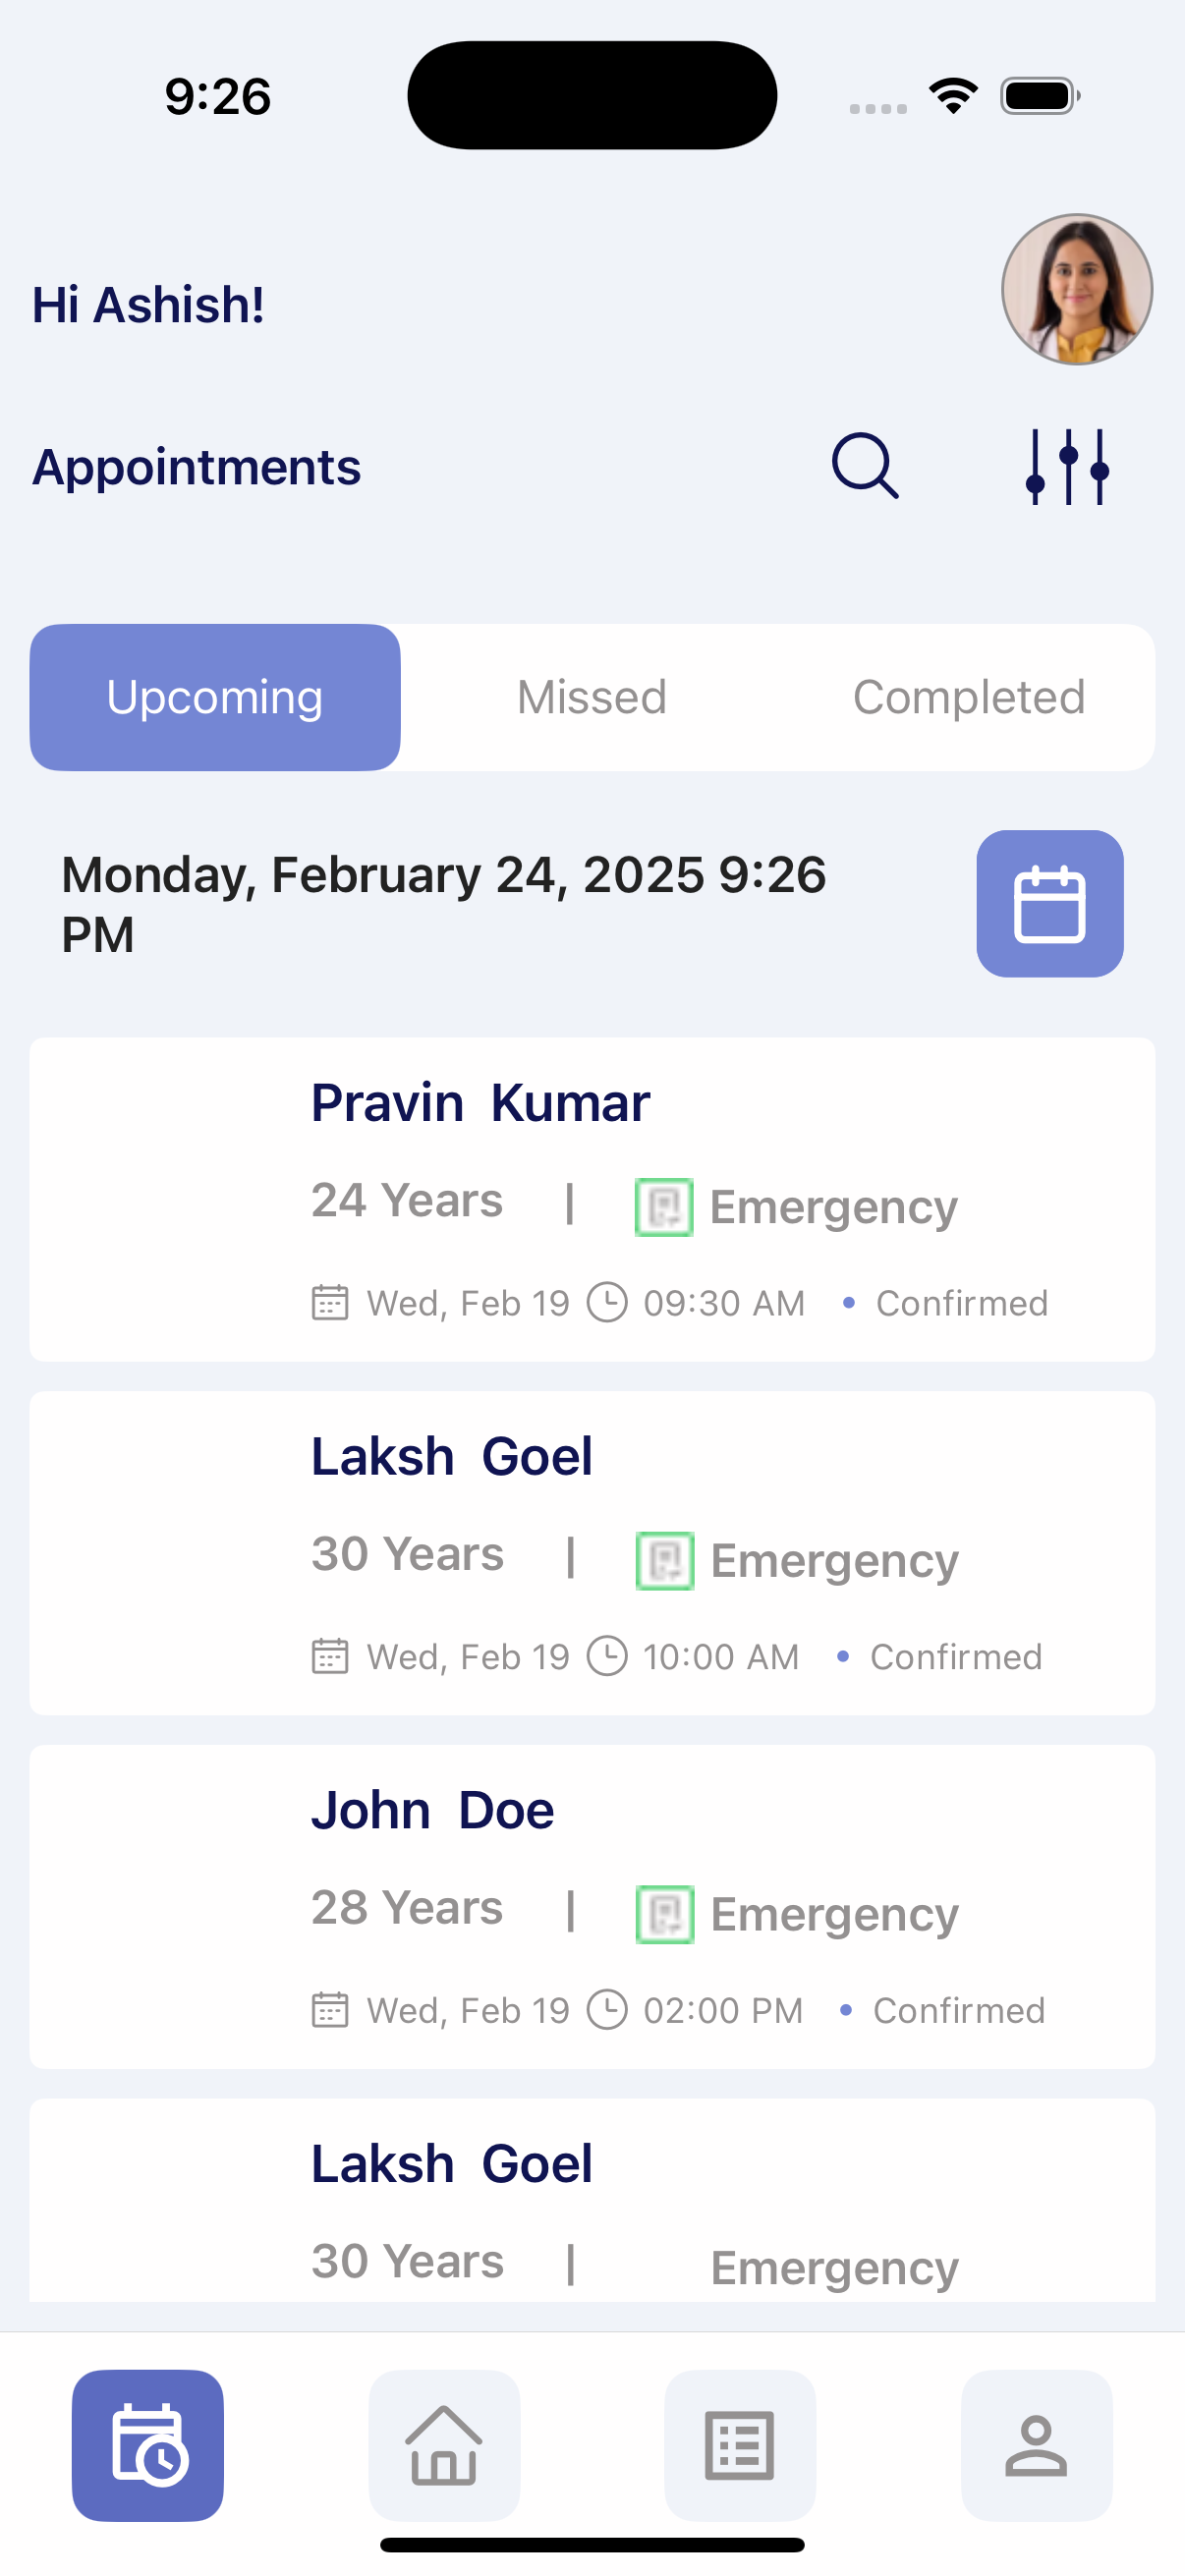 9:26
Hi Ashish!
Appointments
Upcoming Missed Completed
Monday, February 24, 2025 9:26
PM
Pravin Kumar
24 Years | Emergency
Wed, Feb 19 09:30 AM • Confirmed
Laksh Goel
30 Years | Emergency
Wed, Feb 19 10:00 AM • Confirmed
John Doe
28 Years | Emergency
Wed, Feb 19 02:00 PM • Confirmed
Laksh Goel
30 Years | Emergency